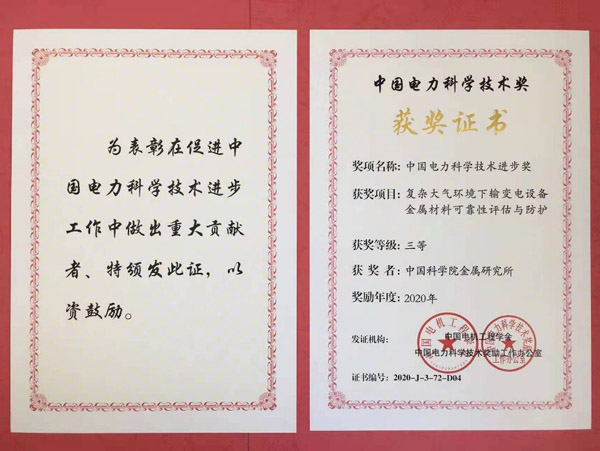 为表彰在促进中
国电力科学技术进步
工作中做出重大贡献
者、特颁发此证，以
资鼓励。
中国电力科学技术奖
获奖证书
奖项名称：中国电力科学技术进步奖
获奖项目：复杂大气环境下输变电设备
金属材料可靠性评估与防护
获奖等级：三等
获奖者：中国科学院金属研究所
奖励年度：2020年
发证机构：中国电机工程学会
中国电力科学技术奖励工作办公室
证书编号：2020-J-3-72-D04